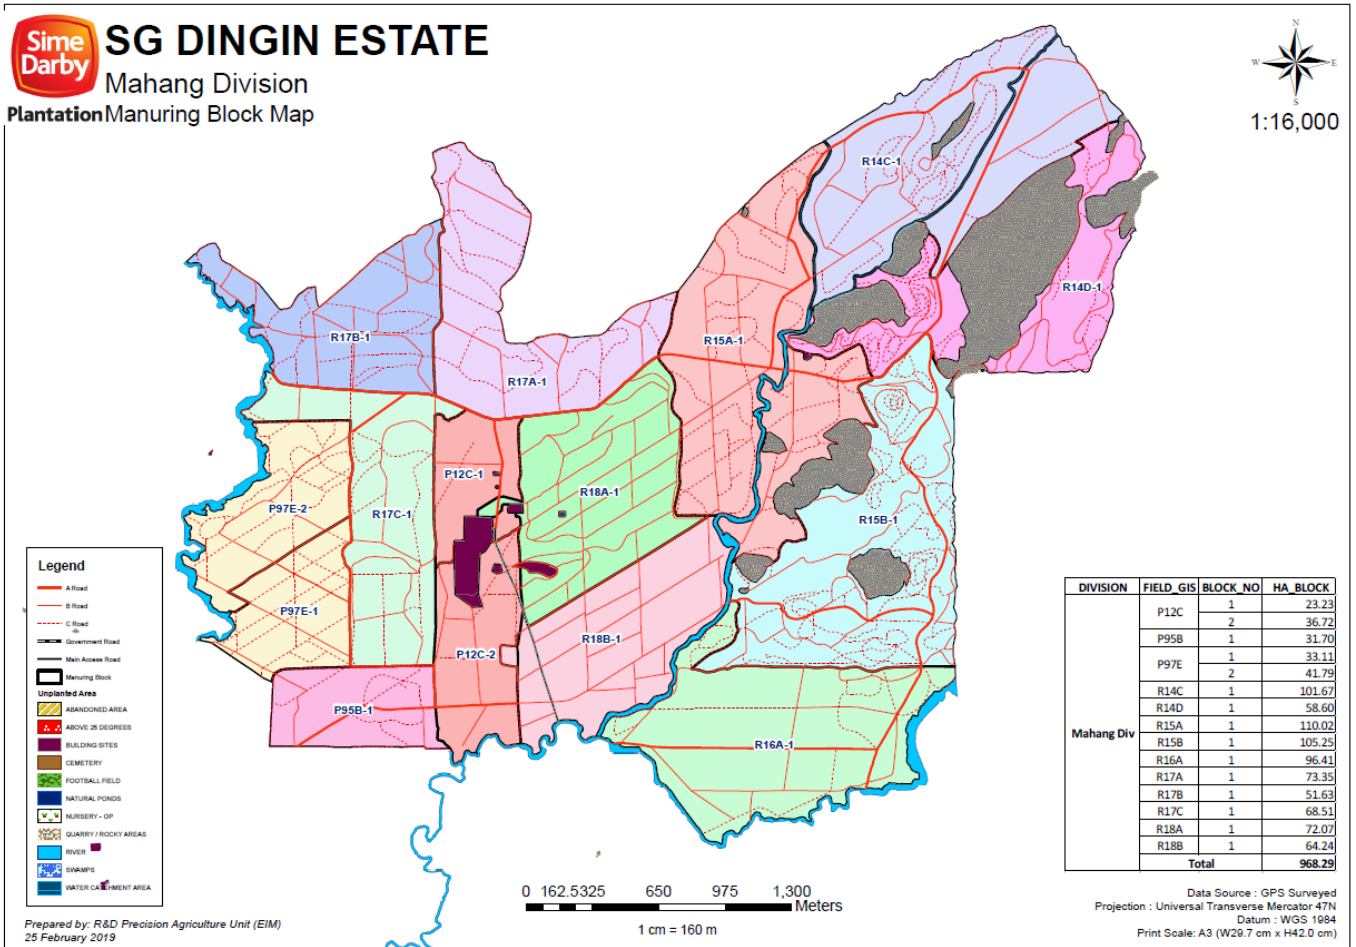 Sime
Darby
Plantation
SG DINGIN ESTATE
Mahang Division
Manuring Block Map
N
W
E
S
1:16,000
R14C-1
R14D-1
R17B-1
R17A-1
R15A-1
P12C-1
R18A-1
P97E-2
R17C-1
R15B-1
P97E-1
R18B-1
P12C-2
P95B-1
R16A-1
Legend
A Road
B Road
C Road
Government Road
Main Access Road
Manuring Block
Unplanted Area
ABANDONED AREA
ABOVE 25 DEGREES
BUILDING SITES
CEMETERY
FOOTBALL FIELD
NATURAL PONDS
NURSERY - OP
QUARRY / ROCKY AREAS
RIVER
SWAMPS
WATER CATCHMENT AREA
DIVISION FIELD_GIS BLOCK_NO HA_BLOCK
Mahang Div
P12C 1 23.23
2 36.72
P95B 1 31.70
P97E 1 33.11
2 41.79
R14C 1 101.67
R14D 1 58.60
R15A 1 110.02
R15B 1 105.25
R16A 1 96.41
R17A 1 73.35
R17B 1 51.63
R17C 1 68.51
R18A 1 72.07
R18B 1 64.24
Total 968.29
0 162.5325 650 975 1,300
Meters
1 cm = 160 m
Prepared by: R&D Precision Agriculture Unit (EIM)
25 February 2019
Data Source : GPS Surveyed
Projection : Universal Transverse Mercator 47N
Datum : WGS 1984
Print Scale: A3 (W29.7 cm x H42.0 cm)